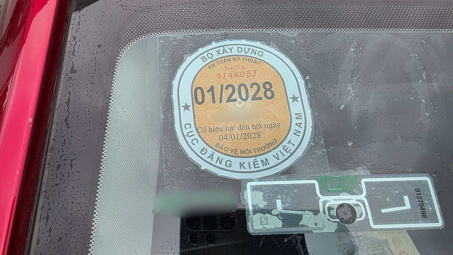 BỘ XÂY DỰNG
AN TOÀN KỸ THUẬT
01/2028
Có hiệu lực đến hết ngày
04/01/2028
BẢO VỆ MÔI TRƯỜNG
CỤC ĐĂNG KIỂM VIỆT NAM